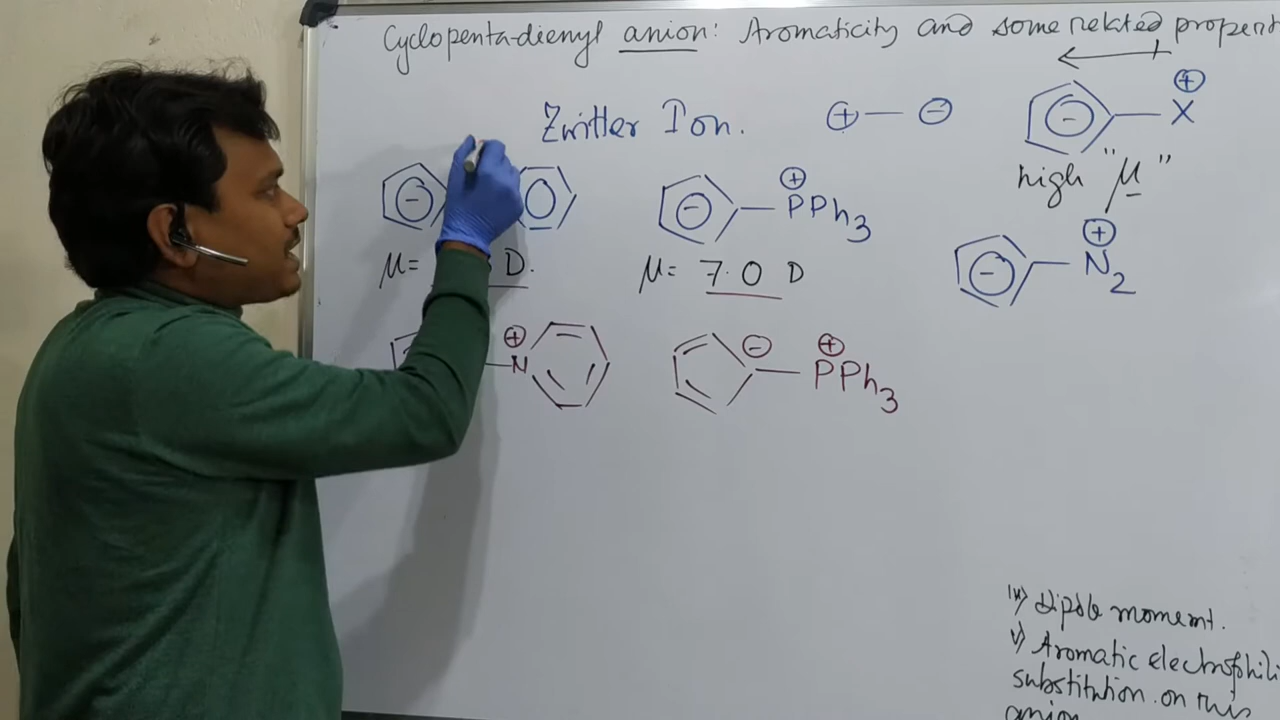 Cyclopenta-dienyl anion: Aromaticity and some related propert
Zwitter Ion. ⊕ — ⊖
⊖ — X ⊕
high "μ"
⊖ — PPh3 ⊕
μ= D. μ= 7.0 D
⊖ — N2 ⊕
N ⊕
⊖ — PPh3 ⊕
iv) Dipole moment.
v) Aromatic electrophili
substitution on this
anion